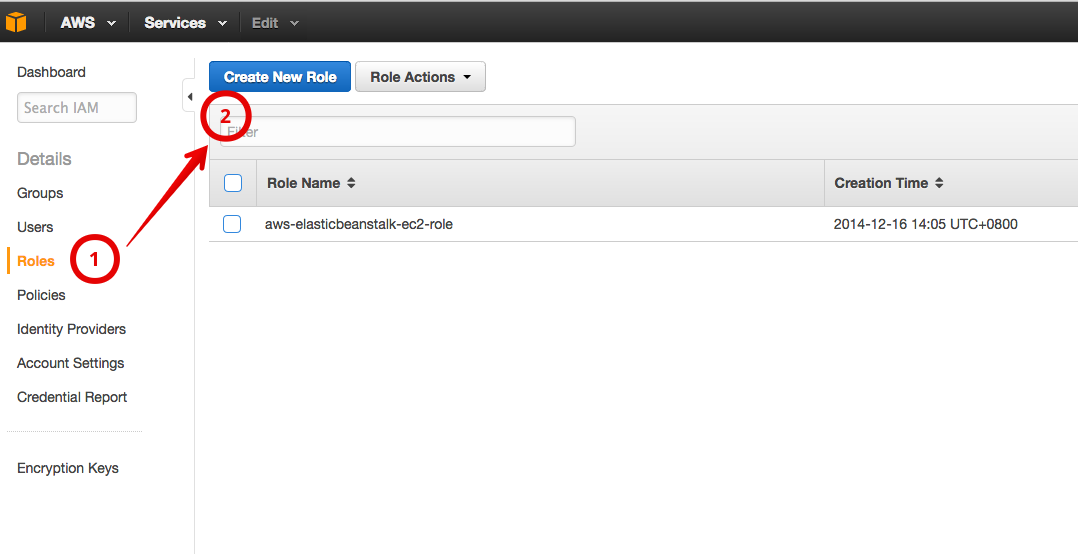 AWS Services Edit
Dashboard
Search IAM
Details
Groups
Users
Roles
Policies
Identity Providers
Account Settings
Credential Report
Encryption Keys
1
2
Create New Role Role Actions
Filter
Role Name Creation Time
aws-elasticbeanstalk-ec2-role 2014-12-16 14:05 UTC+0800